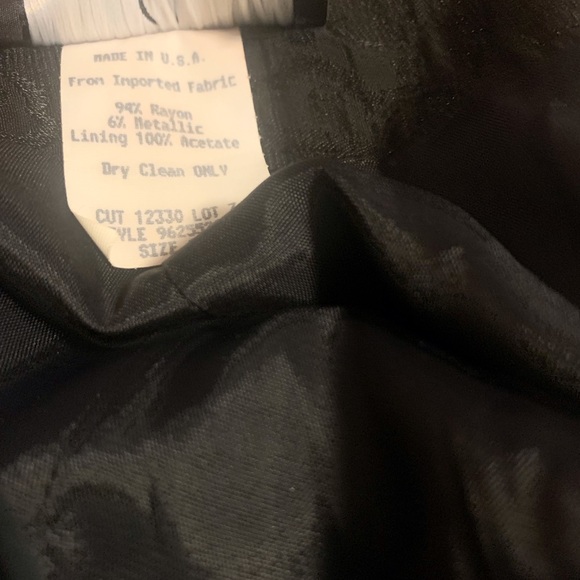 MADE IN U.S.A.
From Imported Fabric
94% Rayon
6% Metallic
Lining 100% Acetate
Dry Clean ONLY
CUT 12330 LOT
SIZE